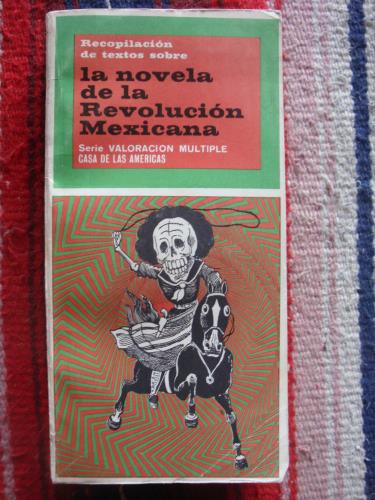 Recopilación
de textos sobre
la novela
de la
Revolución
Mexicana
Serie VALORACION MULTIPLE
CASA DE LAS AMERICAS